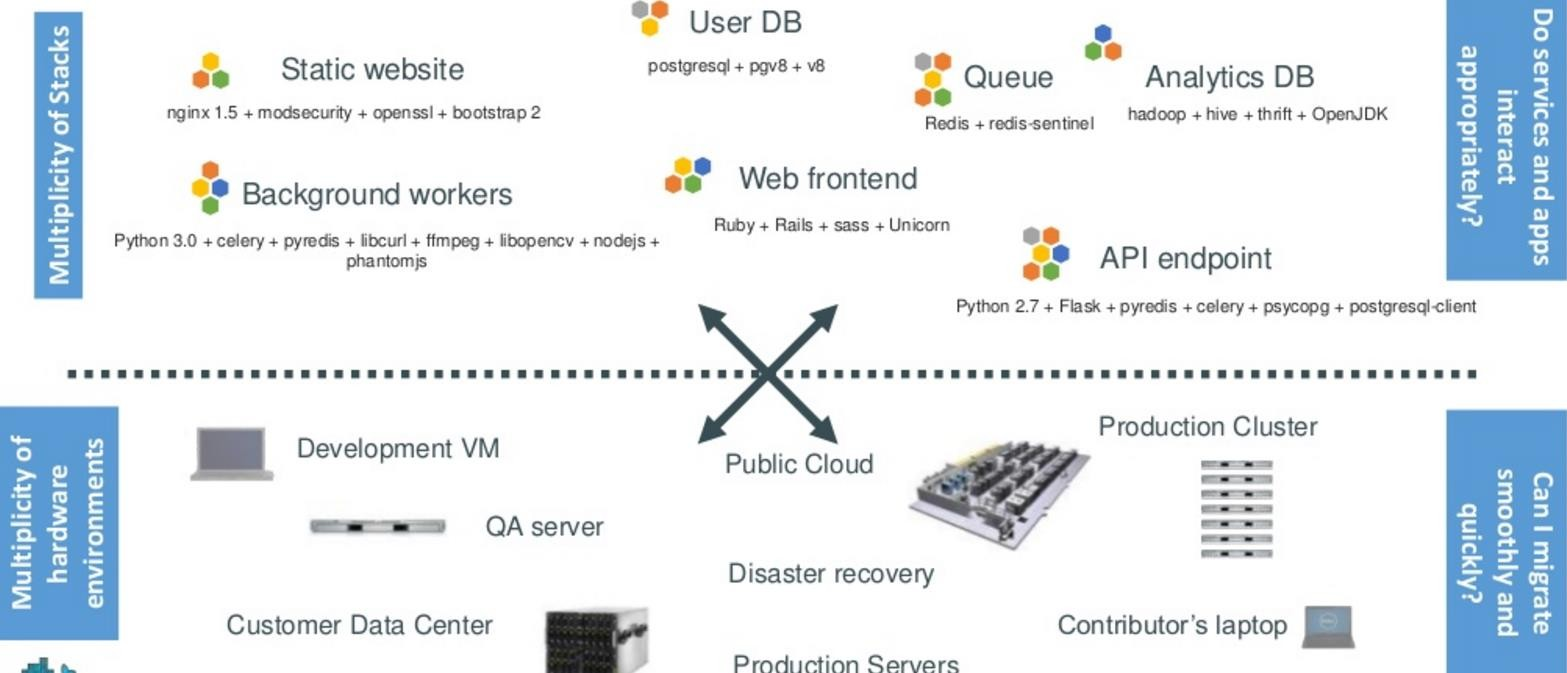 Multiplicity of Stacks
User DB
postgresql + pgv8 + v8
Static website
nginx 1.5 + modsecurity + openssl + bootstrap 2
Queue
Redis + redis-sentinel
Analytics DB
hadoop + hive + thrift + OpenJDK
Background workers
Python 3.0 + celery + pyredis + libcurl + ffmpeg + libopencv + nodejs +
phantomjs
Web frontend
Ruby + Rails + sass + Unicorn
API endpoint
Python 2.7 + Flask + pyredis + celery + psycopg + postgresql-client
Do services and apps
interact
appropriately?
Multiplicity of
hardware
environments
Development VM
QA server
Customer Data Center
Public Cloud
Disaster recovery
Production Servers
Production Cluster
Contributor’s laptop
Can I migrate
smoothly and
quickly?